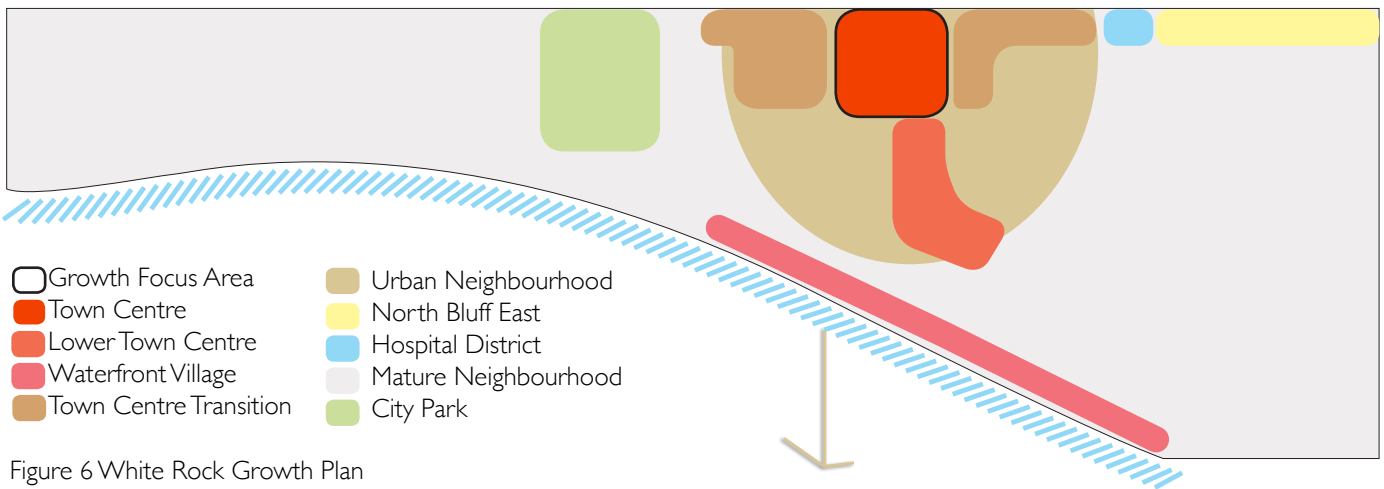 Growth Focus Area
Town Centre
Lower Town Centre
Waterfront Village
Town Centre Transition
Urban Neighbourhood
North Bluff East
Hospital District
Mature Neighbourhood
City Park
Figure 6 White Rock Growth Plan